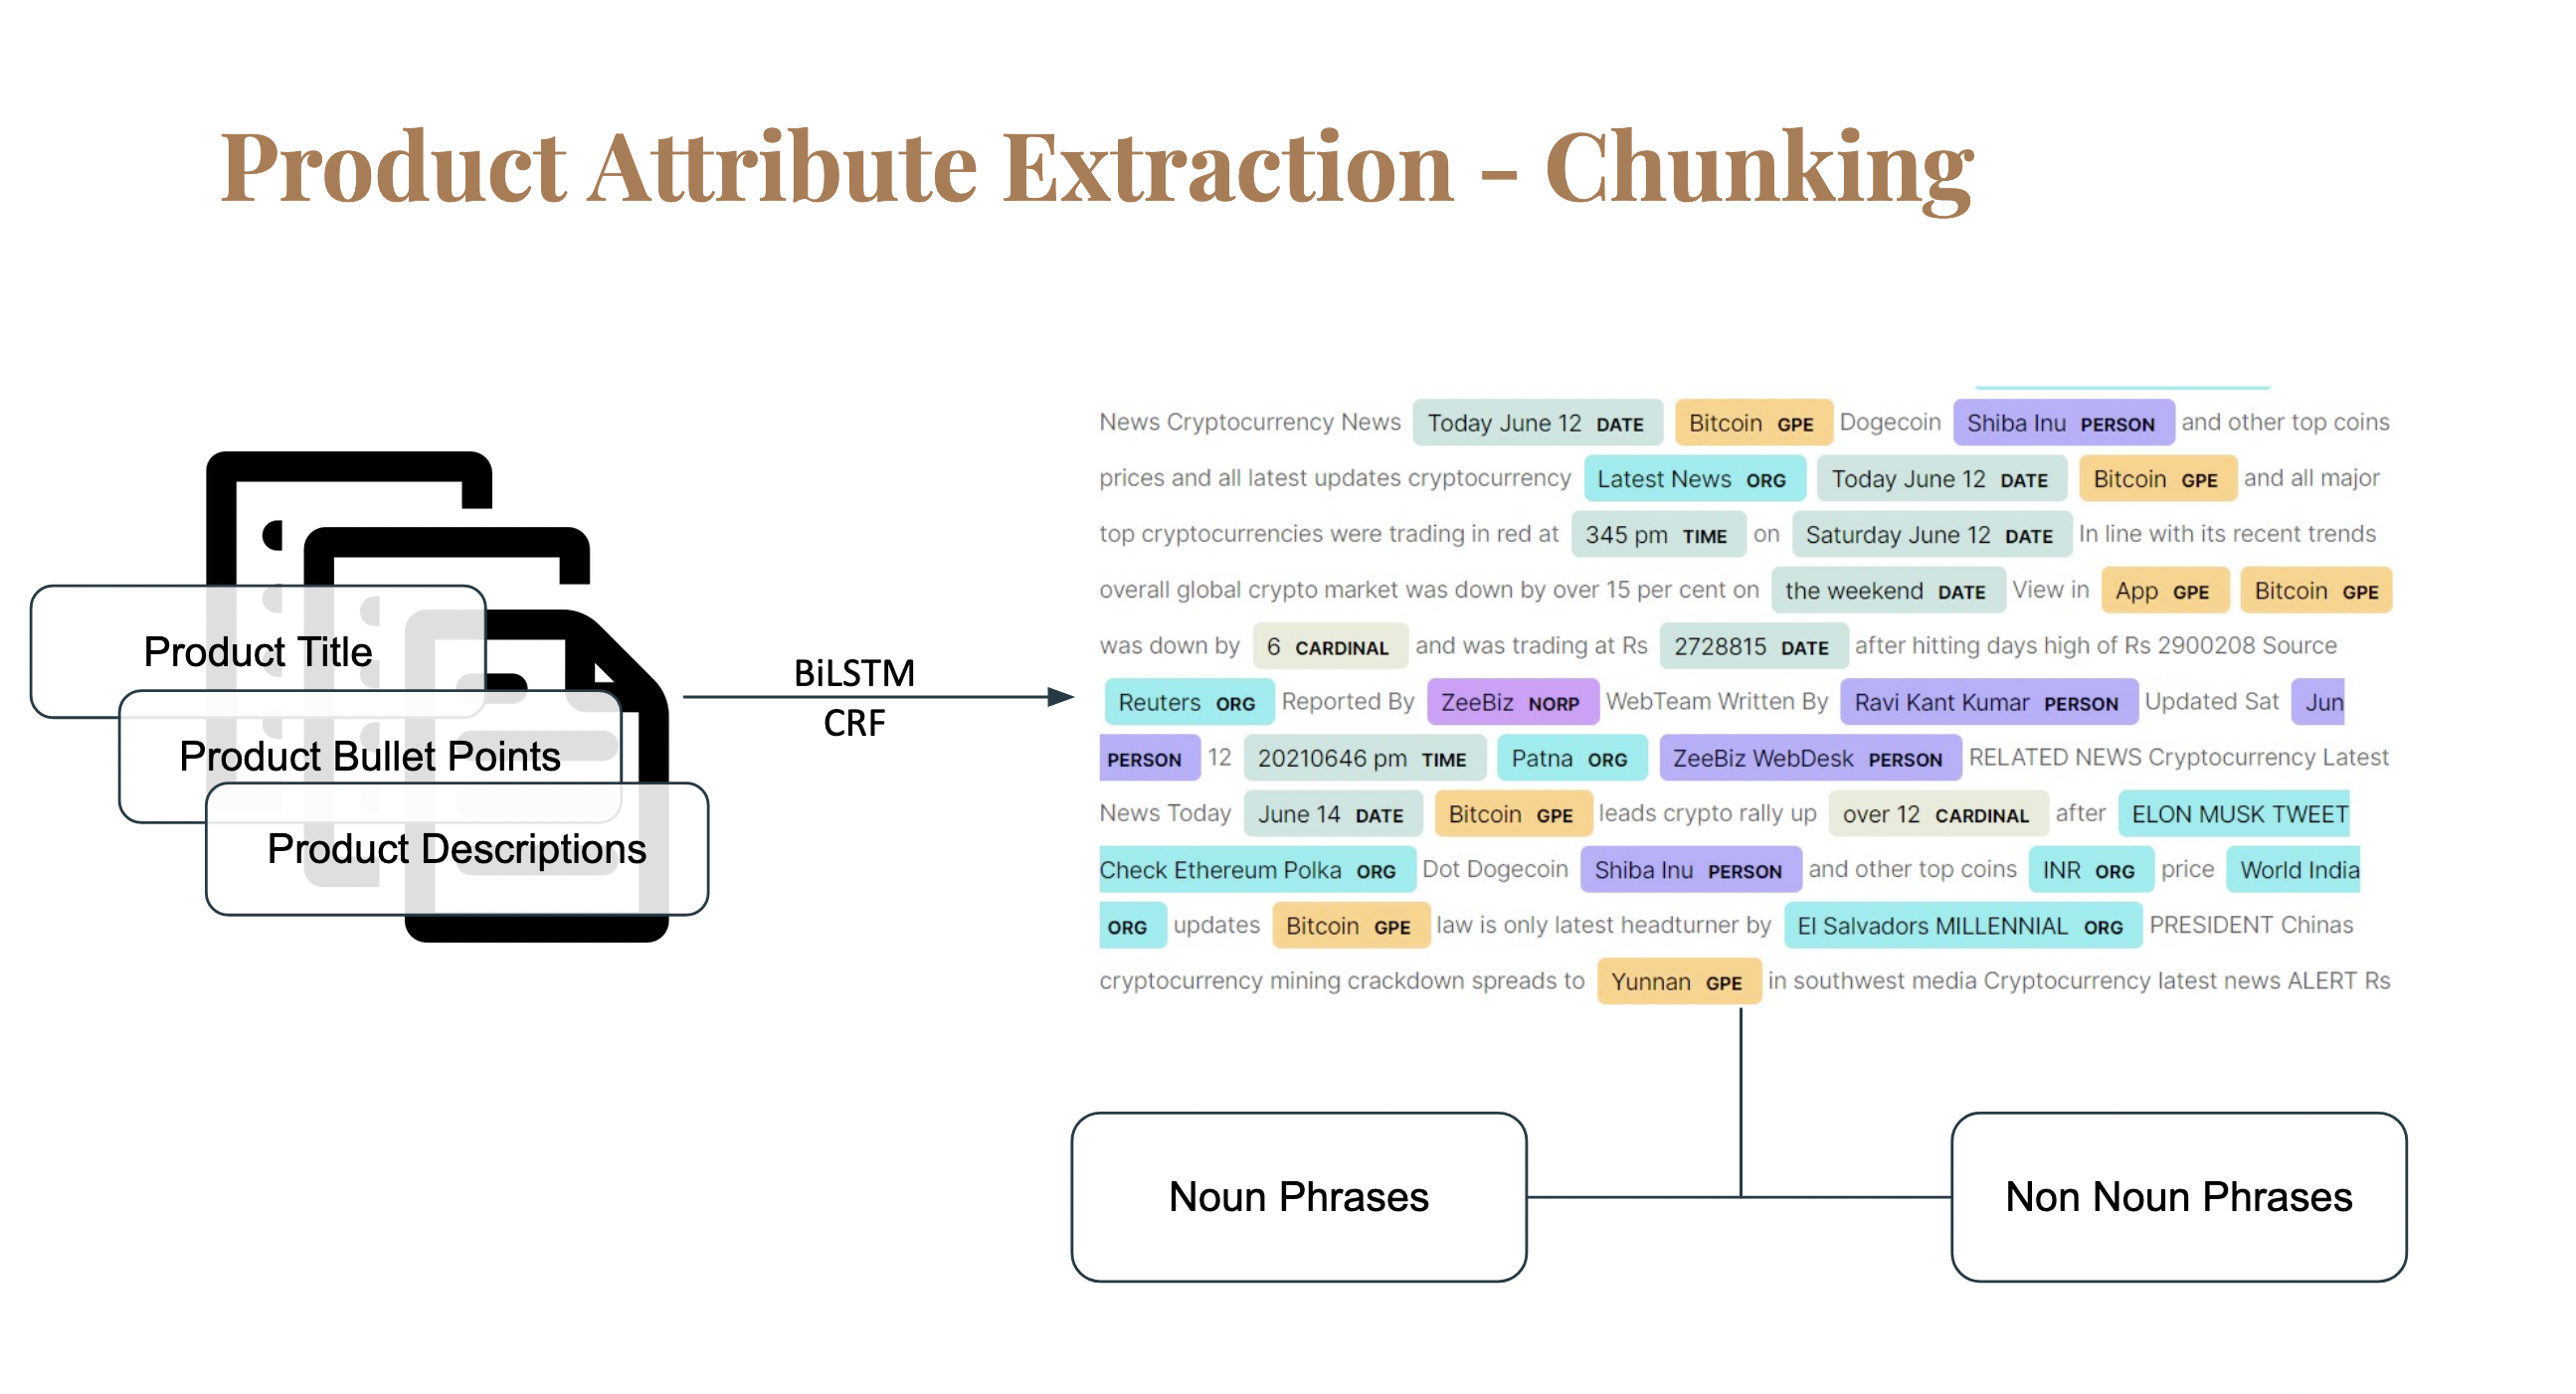 Product Attribute Extraction - Chunking
Product Title
Product Bullet Points
Product Descriptions
BiLSTM
CRF
News Cryptocurrency News Today June 12 DATE Bitcoin GPE Dogecoin Shiba Inu PERSON and other top coins
prices and all latest updates cryptocurrency Latest News ORG Today June 12 DATE Bitcoin GPE and all major
top cryptocurrencies were trading in red at 345 pm TIME on Saturday June 12 DATE In line with its recent trends
overall global crypto market was down by over 15 per cent on the weekend DATE View in App GPE Bitcoin GPE
was down by 6 CARDINAL and was trading at Rs 2728815 DATE after hitting days high of Rs 2900208 Source
Reuters ORG Reported By ZeeBiz NORP WebTeam Written By Ravi Kant Kumar PERSON Updated Sat Jun
PERSON 12 20210646 pm TIME Patna ORG ZeeBiz WebDesk PERSON RELATED NEWS Cryptocurrency Latest
News Today June 14 DATE Bitcoin GPE leads crypto rally up over 12 CARDINAL after ELON MUSK TWEET
Check Ethereum Polka ORG Dot Dogecoin Shiba Inu PERSON and other top coins INR ORG price World India
ORG updates Bitcoin GPE law is only latest headturner by El Salvadors MILLENNIAL ORG PRESIDENT Chinas
cryptocurrency mining crackdown spreads to Yunnan GPE in southwest media Cryptocurrency latest news ALERT Rs
Noun Phrases
Non Noun Phrases